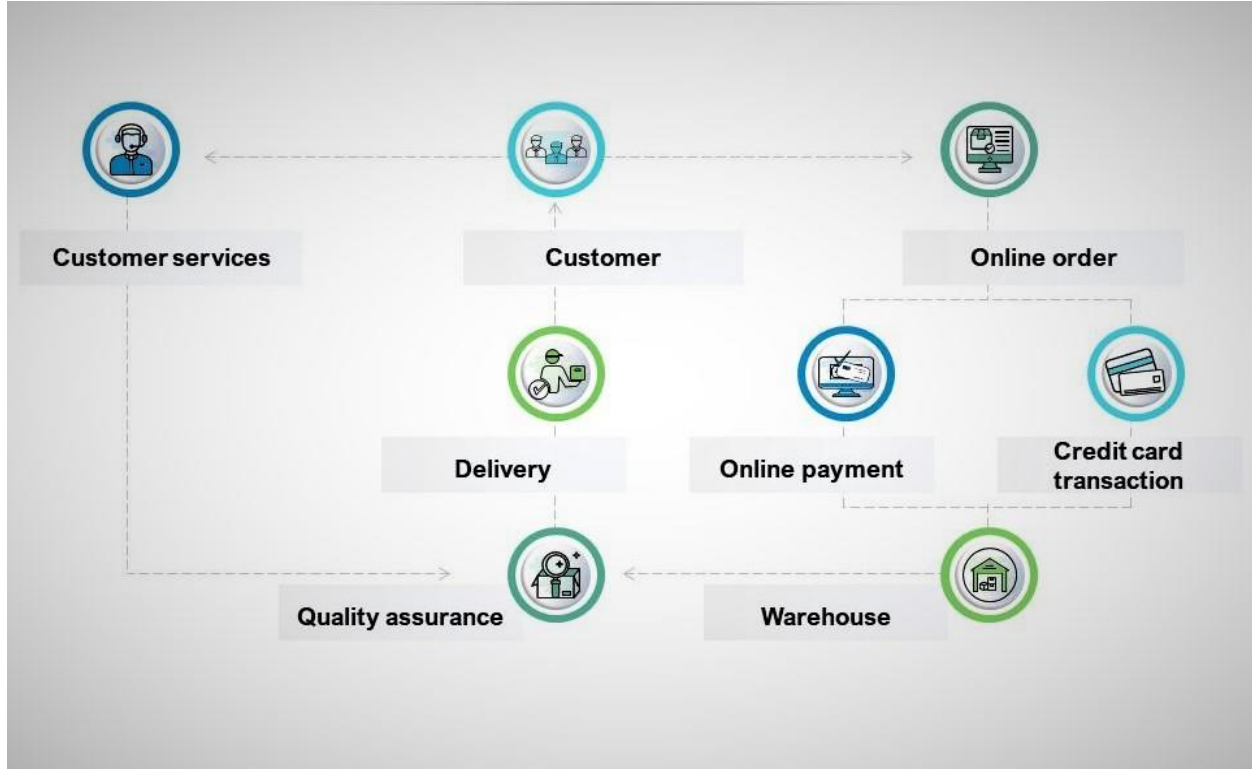 Customer services
Customer
Online order
Delivery
Online payment
Credit card
transaction
Quality assurance
Warehouse